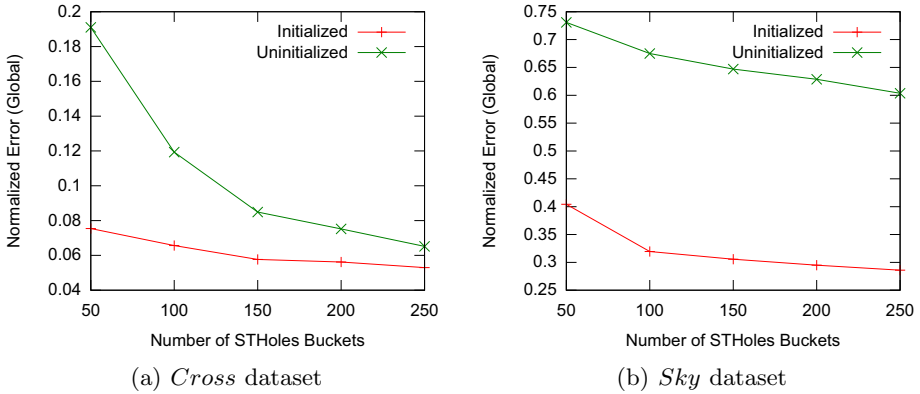 0.2
0.18
0.16
0.14
0.12
0.1
0.08
0.06
0.04
50 100 150 200 250
Normalized Error (Global)
Number of STHoles Buckets
Initialized
Uninitialized
(a) Cross dataset
0.75
0.7
0.65
0.6
0.55
0.5
0.45
0.4
0.35
0.3
0.25
50 100 150 200 250
Normalized Error (Global)
Number of STHoles Buckets
Initialized
Uninitialized
(b) Sky dataset